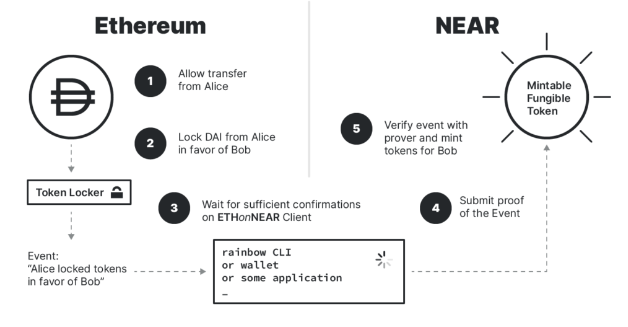 Ethereum
NEAR
1
Allow transfer
from Alice
2
Lock DAI from Alice
in favor of Bob
Token Locker
3
Wait for sufficient confirmations
on ETHonNEAR Client
Event:
"Alice locked tokens
in favor of Bob"
rainbow CLI
or wallet
or some application
_
4
Submit proof
of the Event
5
Verify event with
prover and mint
tokens for Bob
Mintable
Fungible
Token